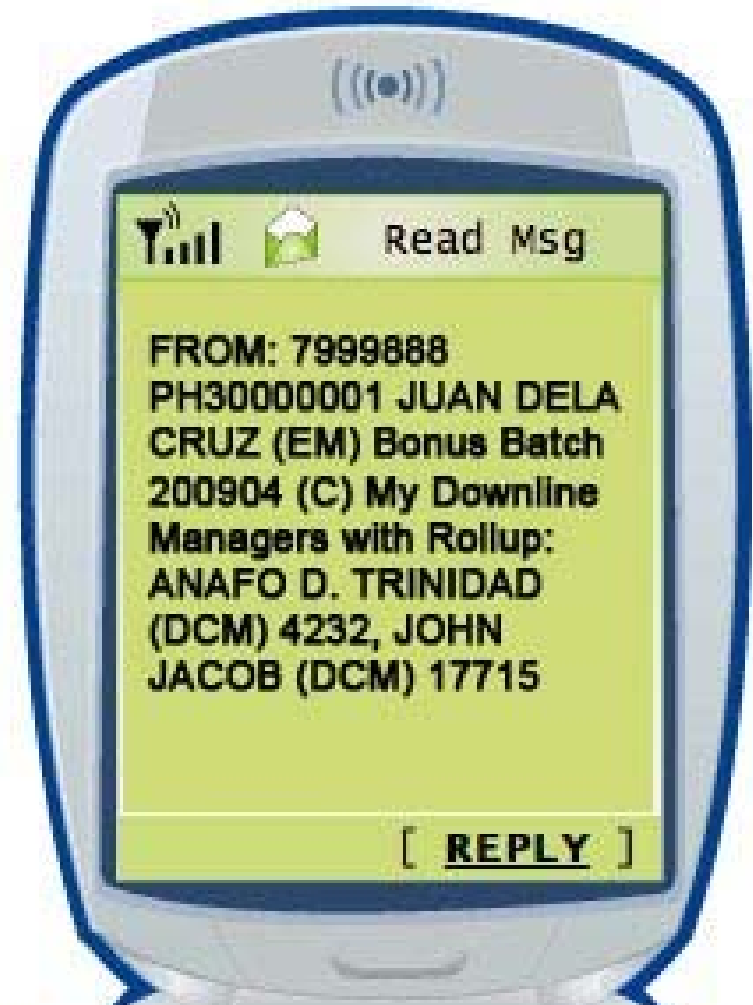 Read Msg
FROM: 7999888
PH30000001 JUAN DELA
CRUZ (EM) Bonus Batch
200904 (C) My Downline
Managers with Rollup:
ANAFO D. TRINIDAD
(DCM) 4232, JOHN
JACOB (DCM) 17715
[ REPLY ]